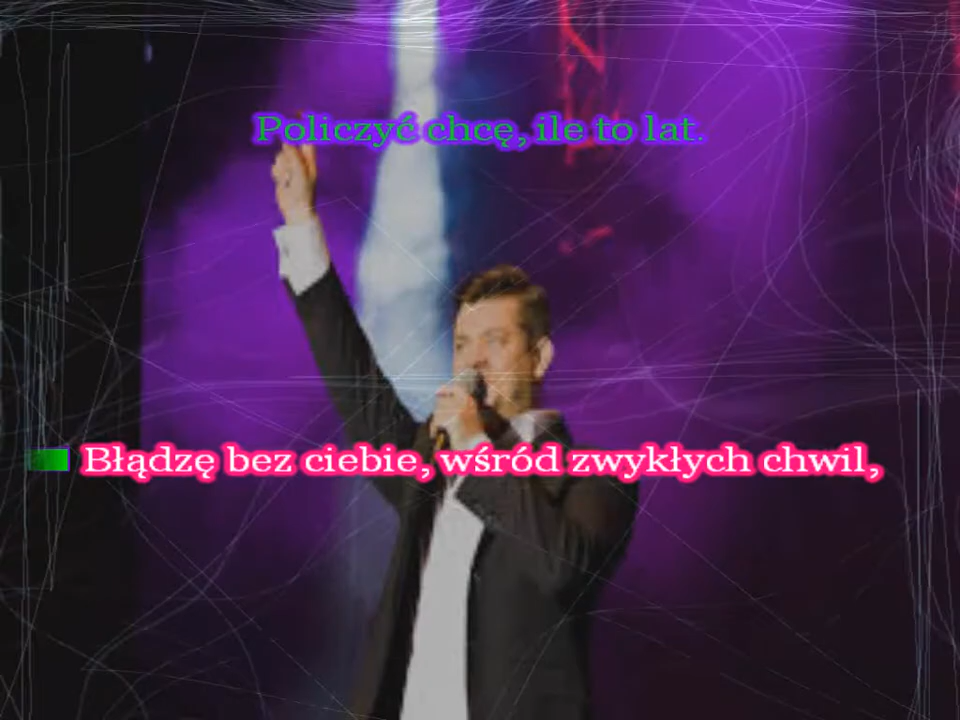 Policzyć chcę, ile to lat.
Błądzę bez ciebie, wśród zwykłych chwil,